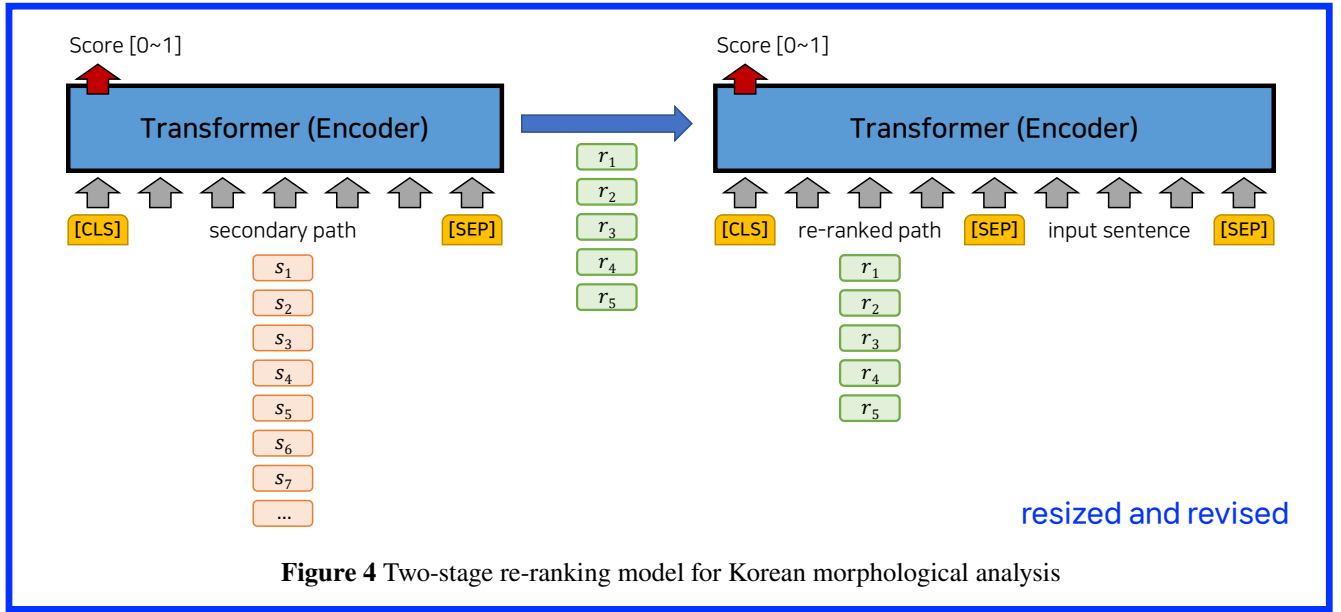 Score [0~1]
Transformer (Encoder)
[CLS]
secondary path
[SEP]
s1
s2
s3
s4
s5
s6
s7
...
r1
r2
r3
r4
r5
Score [0~1]
Transformer (Encoder)
[CLS]
re-ranked path
[SEP]
input sentence
[SEP]
r1
r2
r3
r4
r5
resized and revised
Figure 4 Two-stage re-ranking model for Korean morphological analysis